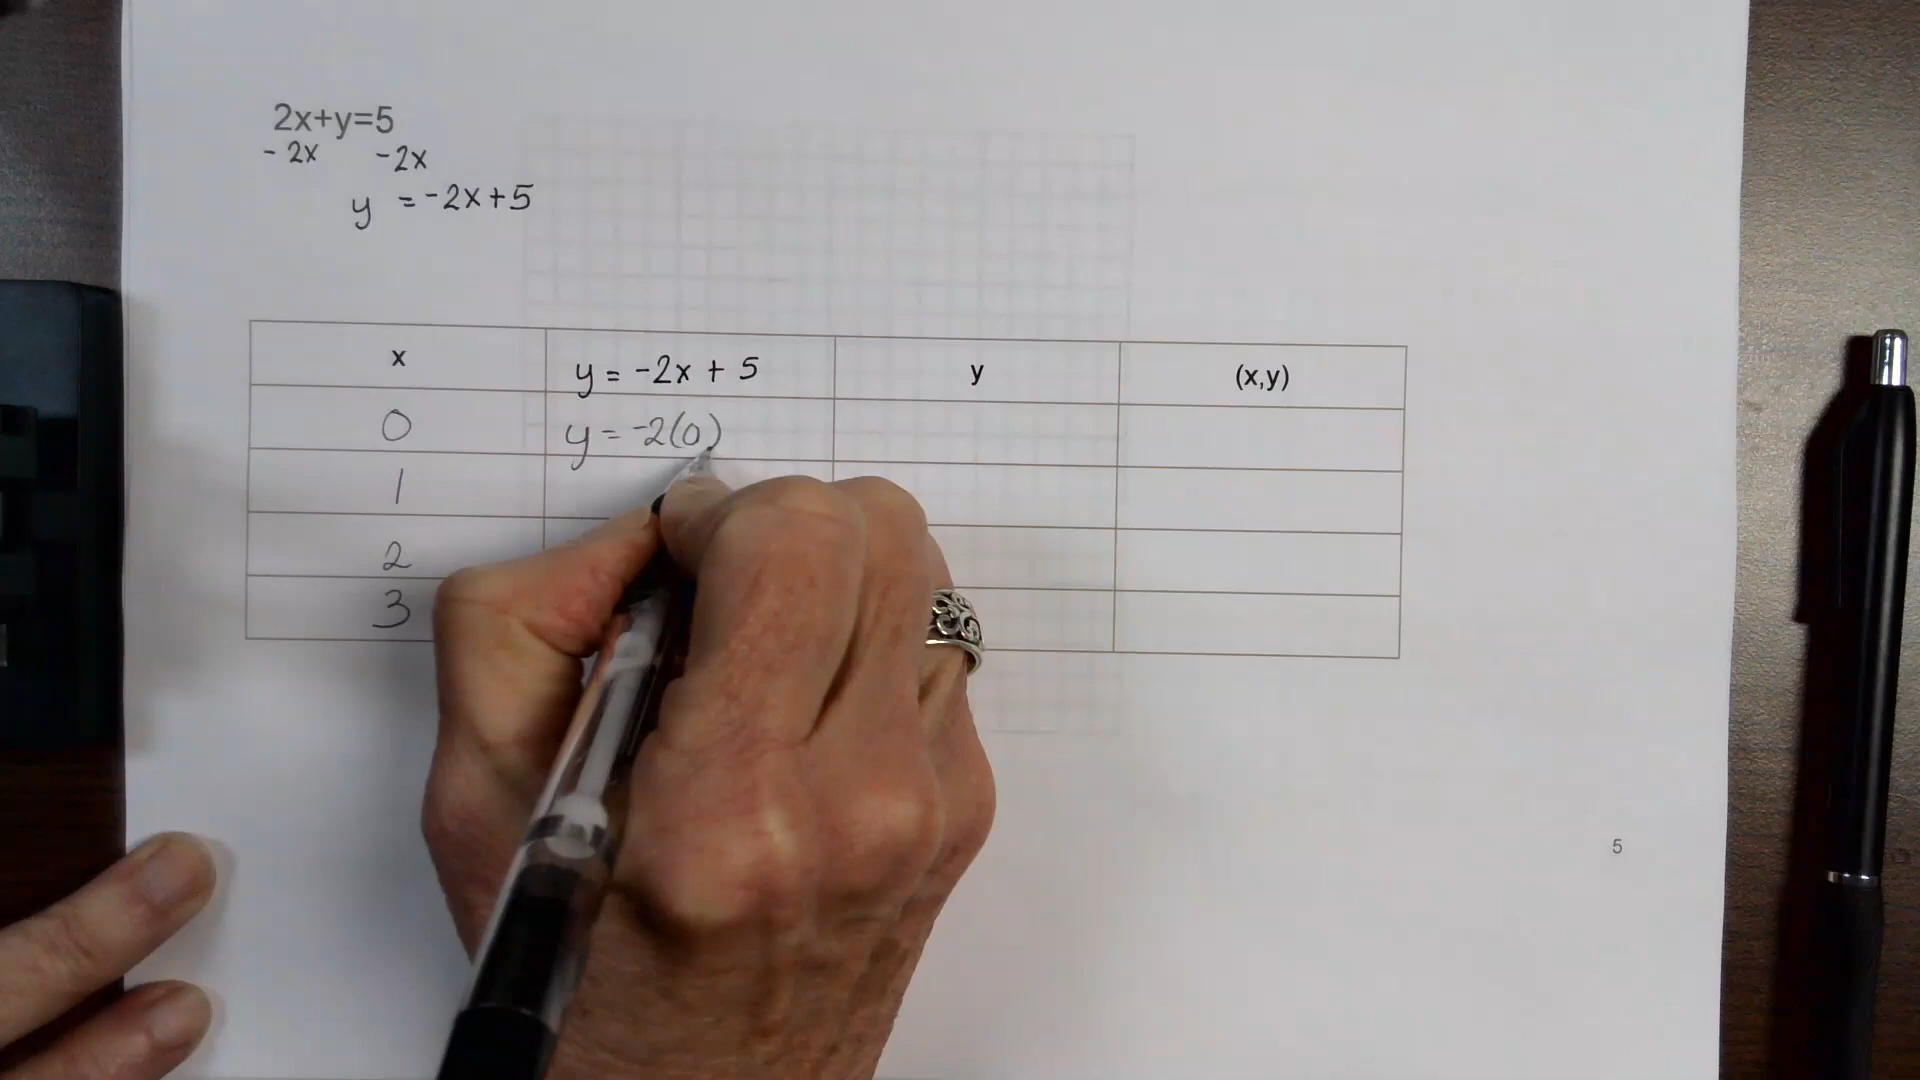 2x+y=5
- 2x -2x
y = -2x+5
x y = -2x + 5 y (x,y)
0 y = -2(0)
1
2
3
5